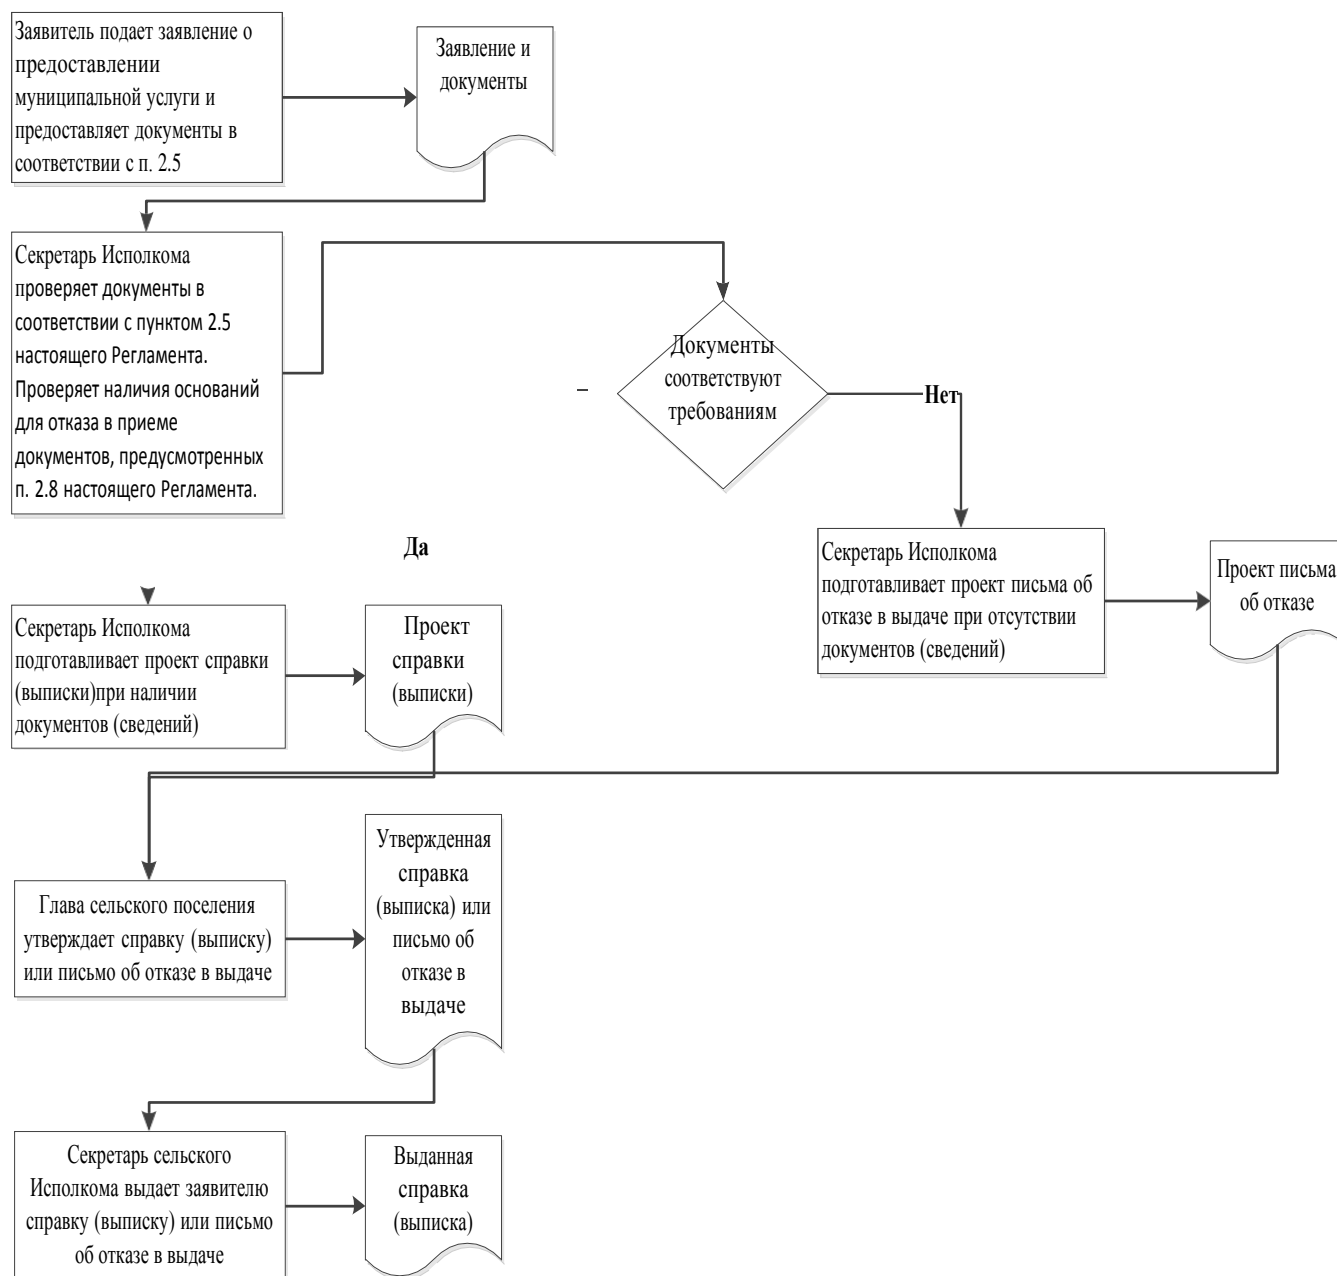 Заявитель подает заявление о
предоставлении
муниципальной услуги и
предоставляет документы в
соответствии с п. 2.5
Заявление и
документы
Секретарь Исполкома
проверяет документы в
соответствии с пунктом 2.5
настоящего Регламента.
Проверяет наличия оснований
для отказа в приеме
документов, предусмотренных
п. 2.8 настоящего Регламента.
Документы
соответствуют
требованиям
Нет
Да
Секретарь Исполкома
подготавливает проект письма об
отказе в выдаче при отсутствии
документов (сведений)
Проект письма
об отказе
Секретарь Исполкома
подготавливает проект справки
(выписки)при наличии
документов (сведений)
Проект
справки
(выписки)
Глава сельского поселения
утверждает справку (выписку)
или письмо об отказе в выдаче
Утвержденная
справка
(выписка) или
письмо об
отказе в
выдаче
Секретарь сельского
Исполкома выдает заявителю
справку (выписку) или письмо
об отказе в выдаче
Выданная
справка
(выписка)